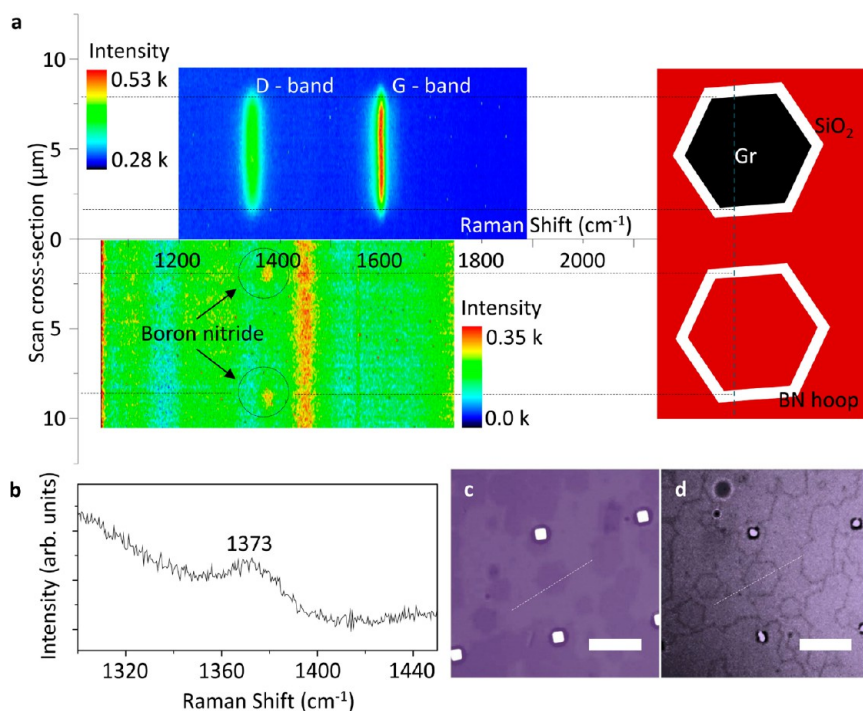 a
10
Intensity
0.53 k
0.28 k
D - band
G - band
SiO₂
Gr
5
Scan cross-section (µm)
Raman Shift (cm⁻¹)
0
1200
1400
1600
1800
2000
Boron nitride
5
Intensity
0.35 k
0.0 k
BN hoop
10
b
Intensity (arb. units)
1373
1320
1360
1400
1440
Raman Shift (cm⁻¹)
c
d